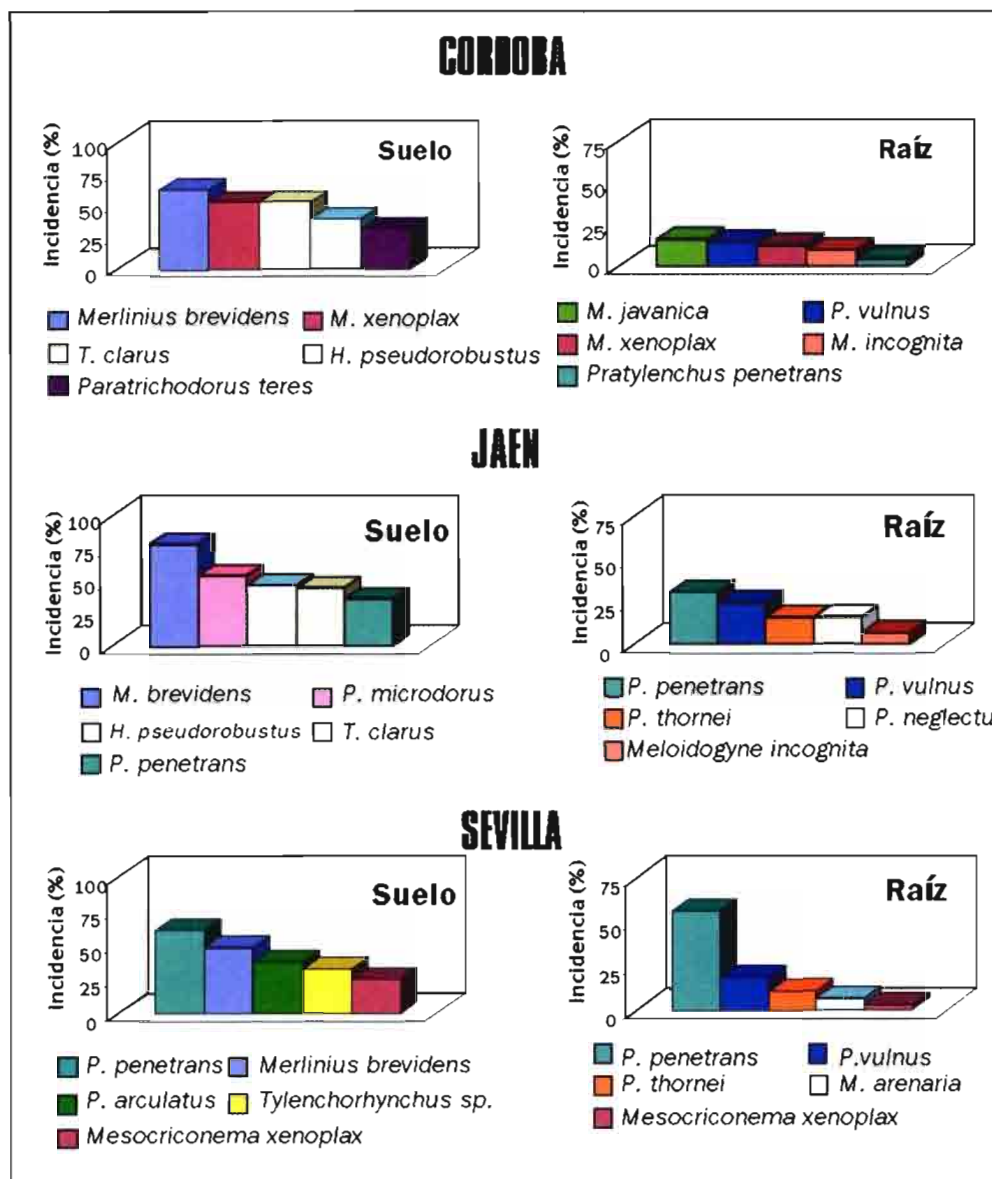 CORDOBA
Suelo
Incidencia (%)
100
75
50
25
0
Merlinius brevidens
M. xenoplax
T. clarus
H. pseudorobustus
Paratrichodorus teres
Raíz
Incidencia (%)
75
50
25
0
M. javanica
P. vulnus
M. xenoplax
M. incognita
Pratylenchus penetrans
JAEN
Suelo
Incidencia (%)
100
75
50
25
0
M. brevidens
P. microdorus
H. pseudorobustus
T. clarus
P. penetrans
Raíz
Incidencia (%)
75
50
25
0
P. penetrans
P. vulnus
P. thornei
P. neglectu
Meloidogyne incognita
SEVILLA
Suelo
Incidencia (%)
100
75
50
25
0
P. penetrans
Merlinius brevidens
P. arculatus
Tylenchorhynchus sp.
Mesocriconema xenoplax
Raíz
Incidencia (%)
75
50
25
0
P. penetrans
P.vulnus
P. thornei
M. arenaria
Mesocriconema xenoplax